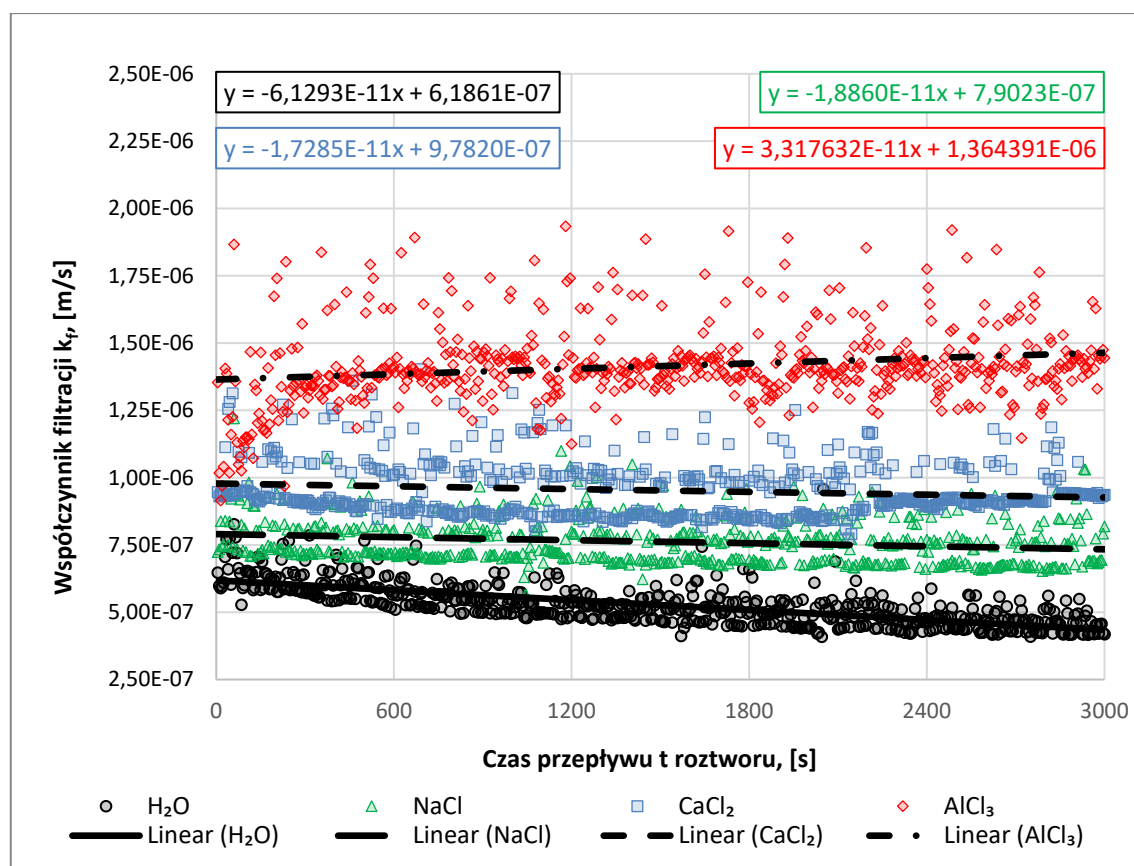 2,50E-06
y = -6,1293E-11x + 6,1861E-07
y = -1,8860E-11x + 7,9023E-07
2,25E-06
y = -1,7285E-11x + 9,7820E-07
y = 3,317632E-11x + 1,364391E-06
2,00E-06
1,75E-06
1,50E-06
1,25E-06
1,00E-06
7,50E-07
5,00E-07
2,50E-07
Współczynnik filtracji k_f, [m/s]
0 600 1200 1800 2400 3000
Czas przepływu t roztworu, [s]
H₂O NaCl CaCl₂ AlCl₃
Linear (H₂O) Linear (NaCl) Linear (CaCl₂) Linear (AlCl₃)